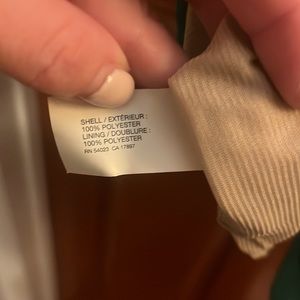 SHELL / EXTÉRIEUR :
100% POLYESTER
LINING / DOUBLURE :
100% POLYESTER
RN 54023 CA 17897